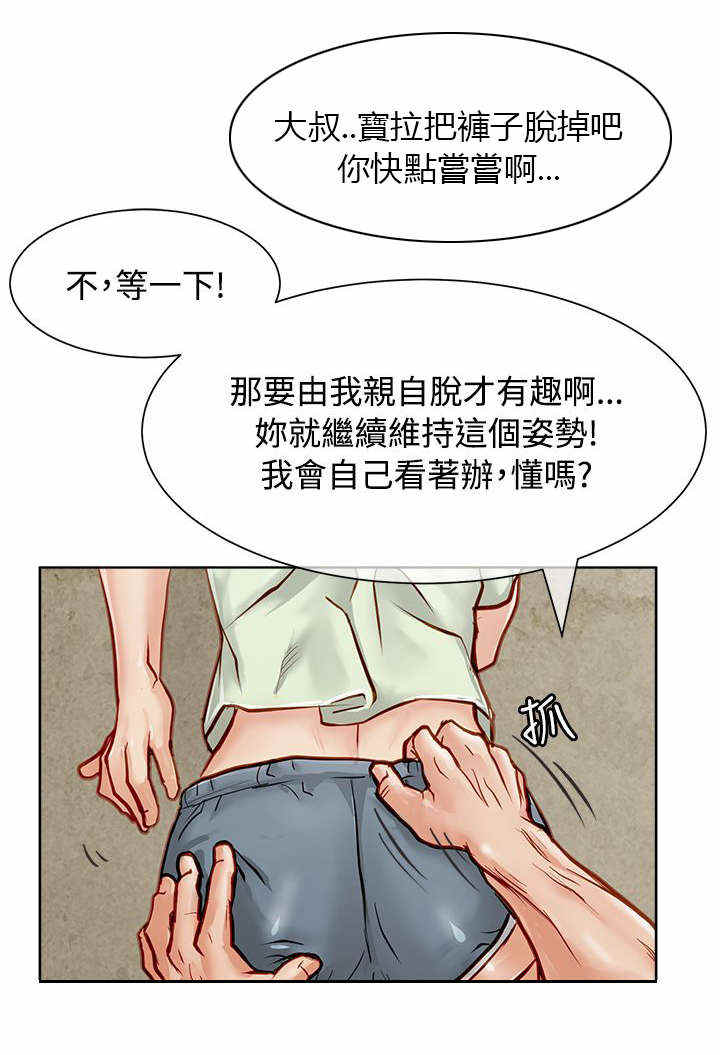 大叔..寶拉把褲子脫掉吧
你快點嘗嘗啊...
不,等一下!
那要由我親自脫才有趣啊...
妳就繼續維持這個姿勢!
我會自己看著辦,懂嗎?
抓